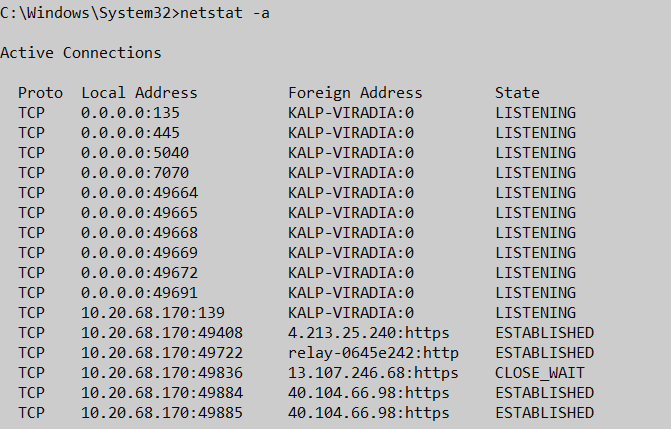 C:\Windows\System32>netstat -a
Active Connections
Proto  Local Address          Foreign Address        State
TCP    0.0.0.0:135            KALP-VIRADIA:0         LISTENING
TCP    0.0.0.0:445            KALP-VIRADIA:0         LISTENING
TCP    0.0.0.0:5040           KALP-VIRADIA:0         LISTENING
TCP    0.0.0.0:7070           KALP-VIRADIA:0         LISTENING
TCP    0.0.0.0:49664          KALP-VIRADIA:0         LISTENING
TCP    0.0.0.0:49665          KALP-VIRADIA:0         LISTENING
TCP    0.0.0.0:49668          KALP-VIRADIA:0         LISTENING
TCP    0.0.0.0:49669          KALP-VIRADIA:0         LISTENING
TCP    0.0.0.0:49672          KALP-VIRADIA:0         LISTENING
TCP    0.0.0.0:49691          KALP-VIRADIA:0         LISTENING
TCP    10.20.68.170:139       KALP-VIRADIA:0         LISTENING
TCP    10.20.68.170:49408     4.213.25.240:https     ESTABLISHED
TCP    10.20.68.170:49722     relay-0645e242:http    ESTABLISHED
TCP    10.20.68.170:49836     13.107.246.68:https    CLOSE_WAIT
TCP    10.20.68.170:49884     40.104.66.98:https     ESTABLISHED
TCP    10.20.68.170:49885     40.104.66.98:https     ESTABLISHED